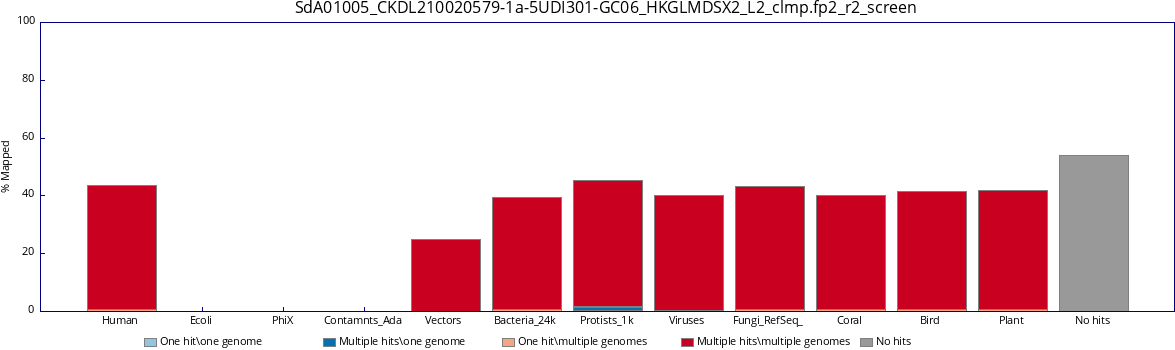 SdA01005_CKDL210020579-1a-5UDI301-GC06_HKGLMDSX2_L2_clmp.fp2_r2_screen
100
80
60
40
20
0
% Mapped
Human Ecoli PhiX Contamnts_Ada Vectors Bacteria_24k Protists_1k Viruses Fungi_RefSeq_ Coral Bird Plant No hits
One hit\one genome Multiple hits\one genome One hit\multiple genomes Multiple hits\multiple genomes No hits